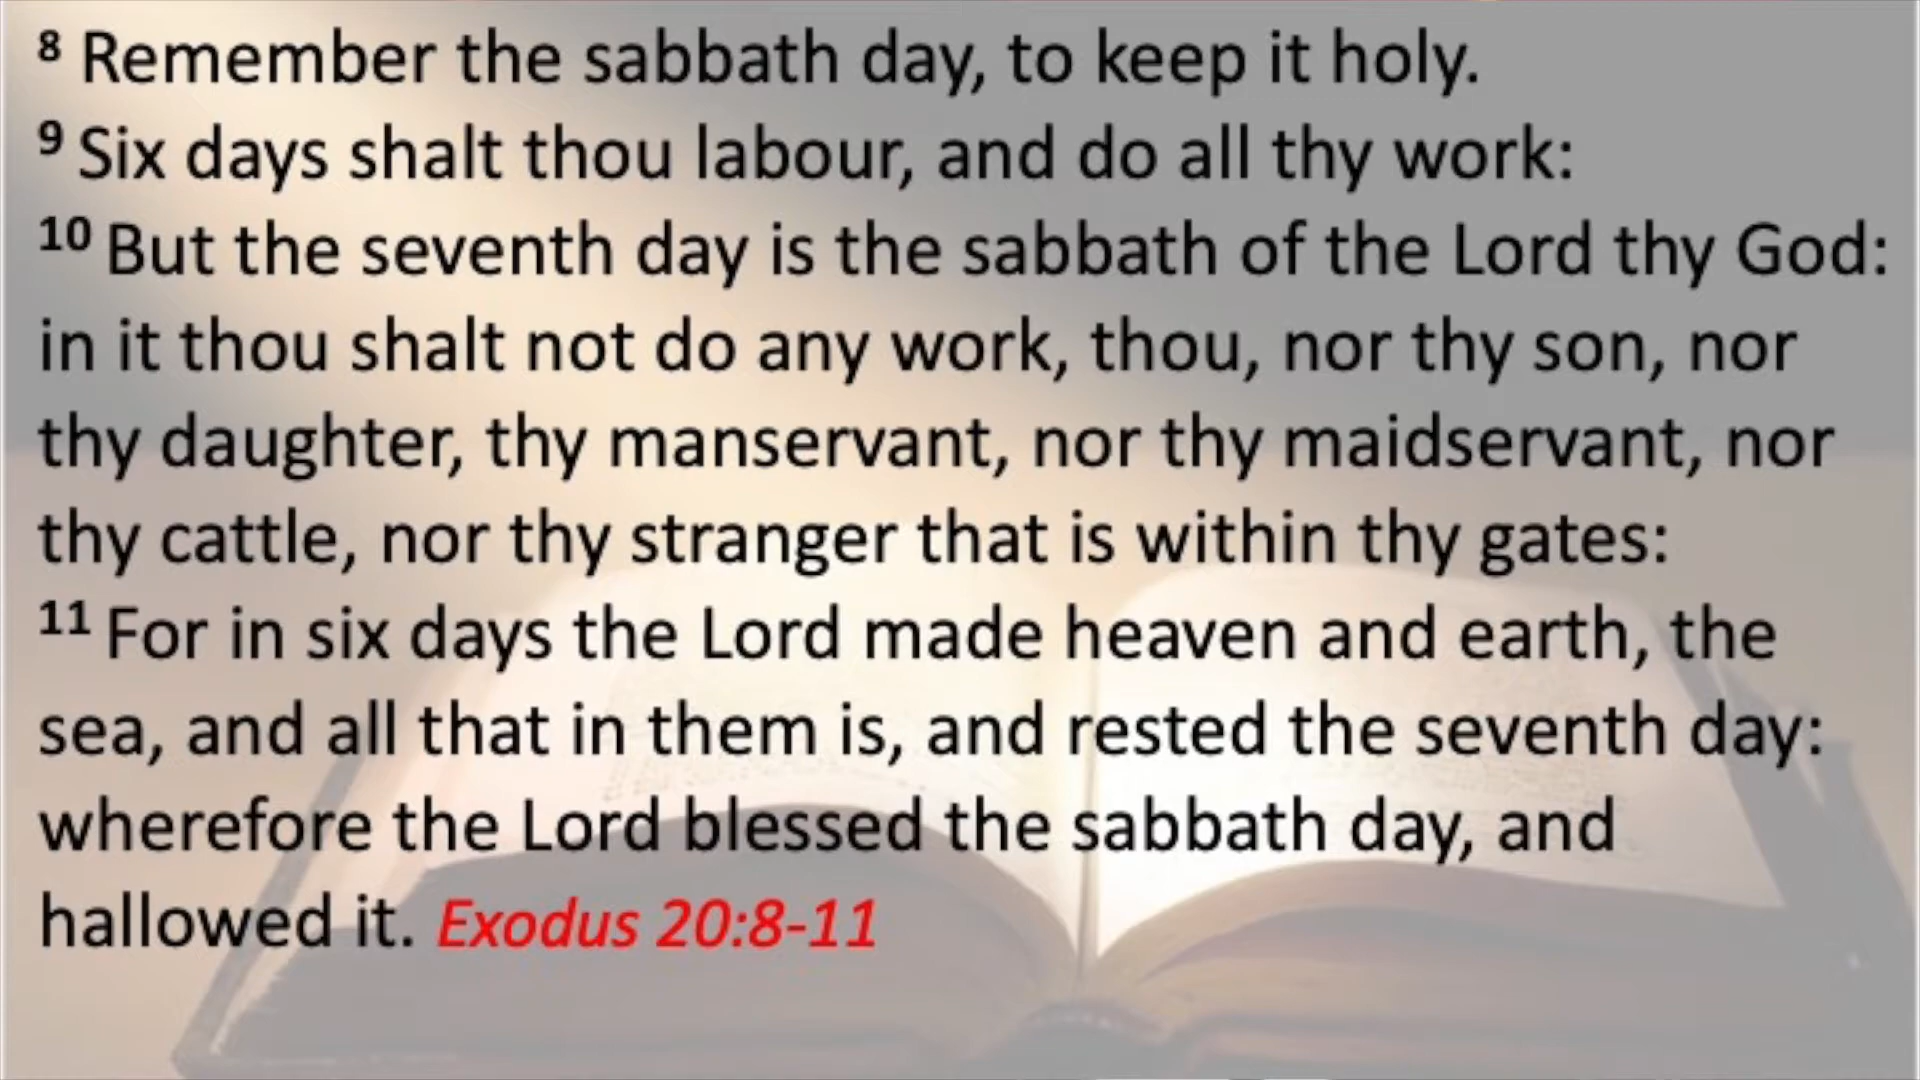 8 Remember the sabbath day, to keep it holy.
9 Six days shalt thou labour, and do all thy work:
10 But the seventh day is the sabbath of the Lord thy God:
in it thou shalt not do any work, thou, nor thy son, nor
thy daughter, thy manservant, nor thy maidservant, nor
thy cattle, nor thy stranger that is within thy gates:
11 For in six days the Lord made heaven and earth, the
sea, and all that in them is, and rested the seventh day:
wherefore the Lord blessed the sabbath day, and
hallowed it. Exodus 20:8-11